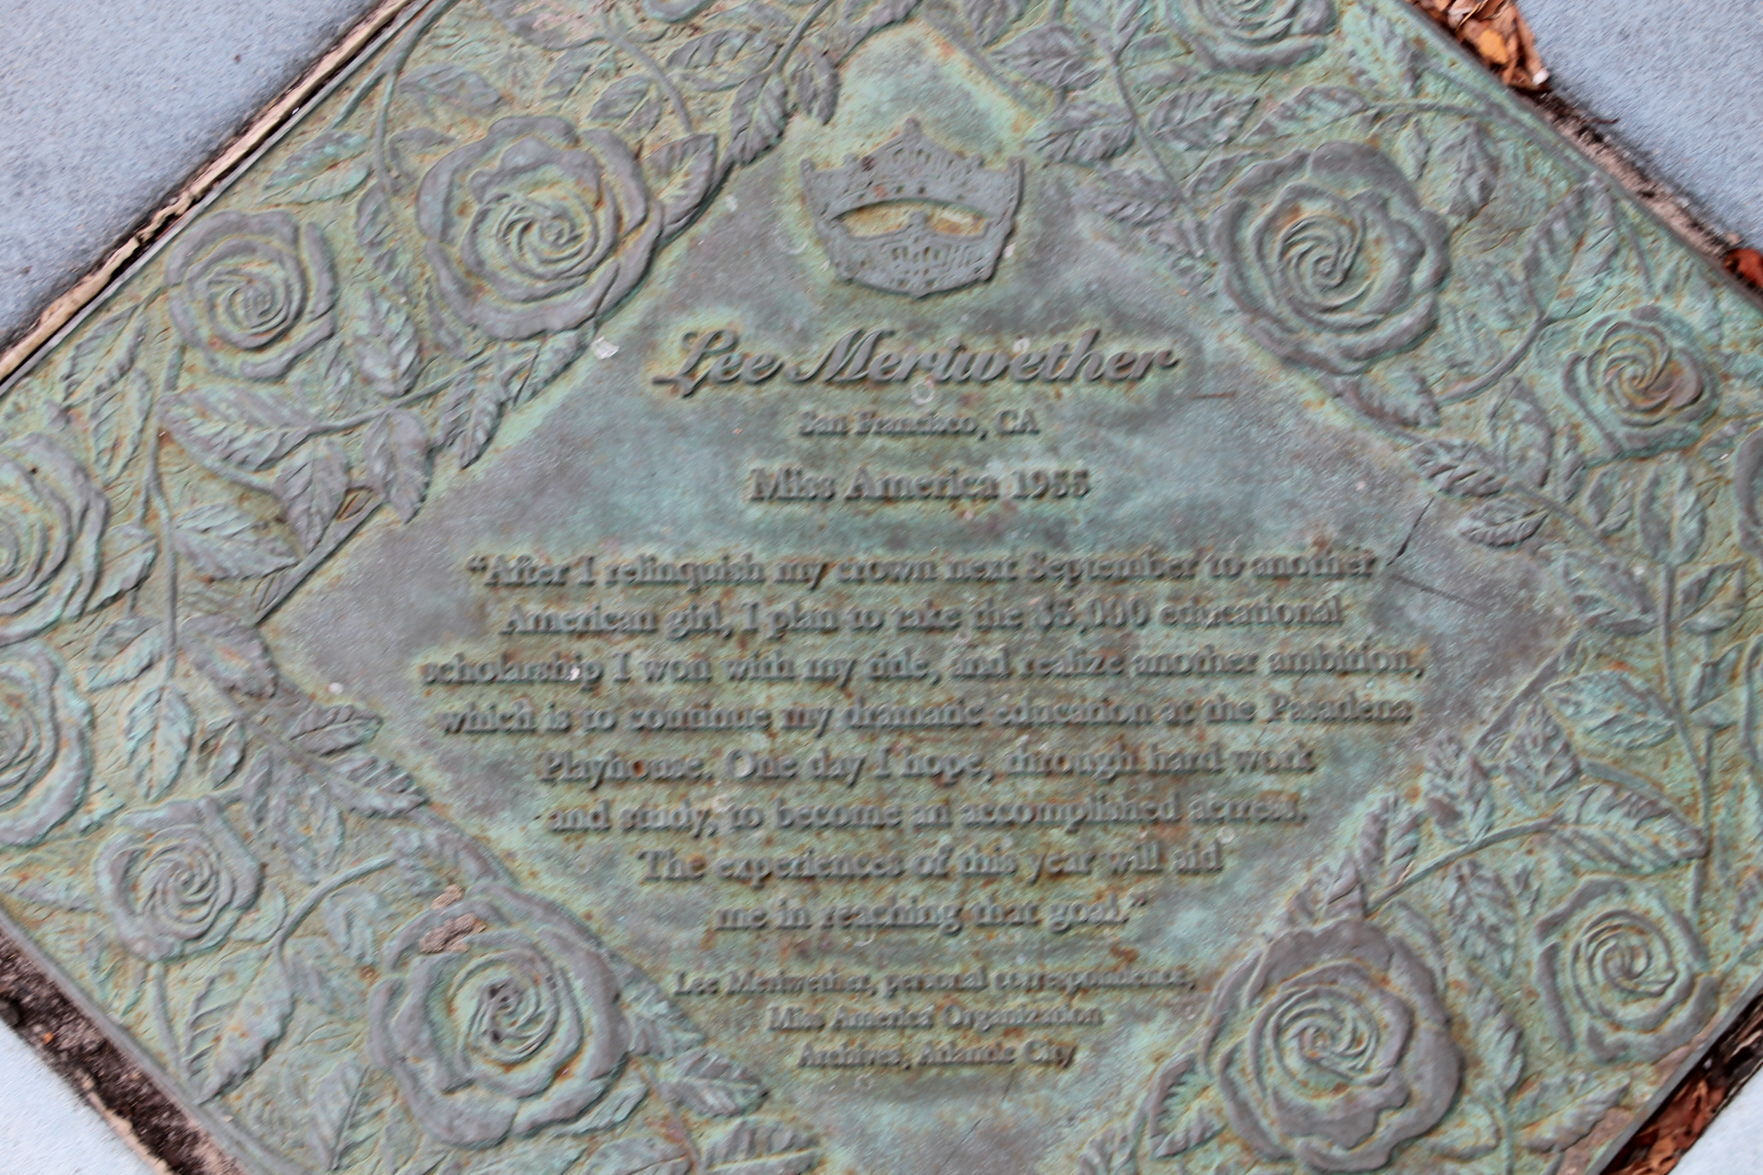 Lee Meriwether
San Francisco, CA
Miss America 1955
“After I relinquish my crown next September to another
American girl, I plan to take the $5,000 educational
scholarship I won with my title, and realize another ambition,
which is to continue my dramatic education at the Pasadena
Playhouse. One day I hope, through hard work
and study, to become an accomplished actress.
The experiences of this year will aid
me in reaching that goal.”
Lee Meriwether, personal correspondence,
Miss America Organization
Archives, Atlantic City